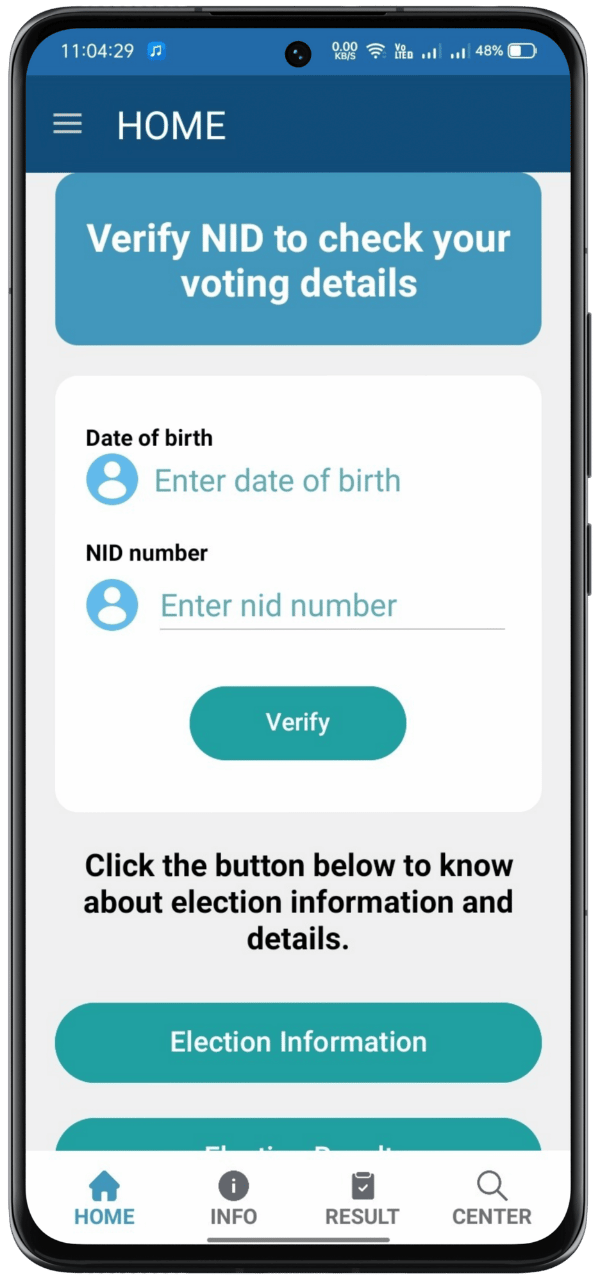 11:04:29 0.00 KB/S Vo LTE 48%
HOME
Verify NID to check your
voting details
Date of birth
Enter date of birth
NID number
Enter nid number
Verify
Click the button below to know
about election information and
details.
Election Information
HOME INFO RESULT CENTER